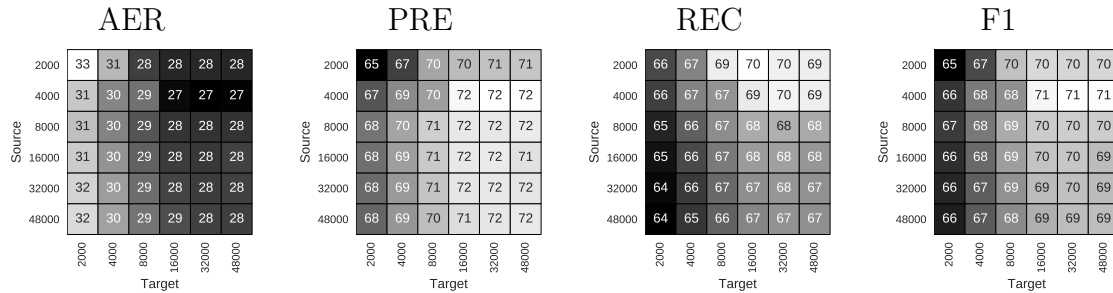 AER PRE REC F1
2000 33 31 28 28 28 28 2000 65 67 70 70 71 71 2000 66 67 69 70 70 69 2000 65 67 70 70 70 70
4000 31 30 29 27 27 27 4000 67 69 70 72 72 72 4000 66 67 67 69 70 69 4000 66 68 68 71 71 71
8000 31 30 29 28 28 28 8000 68 70 71 72 72 72 8000 65 66 67 68 68 68 8000 67 68 69 70 70 70
16000 31 30 29 28 28 28 16000 68 69 71 72 72 71 16000 65 66 67 68 68 68 16000 66 68 69 70 70 69
32000 32 30 29 28 28 28 32000 68 69 71 72 72 72 32000 64 66 67 67 68 67 32000 66 67 69 69 70 69
48000 32 30 29 29 28 28 48000 68 69 70 71 72 72 48000 64 65 66 67 67 67 48000 66 67 68 69 69 69
Source Source Source Source
2000 4000 8000 16000 32000 48000 2000 4000 8000 16000 32000 48000 2000 4000 8000 16000 32000 48000 2000 4000 8000 16000 32000 48000
Target Target Target Target